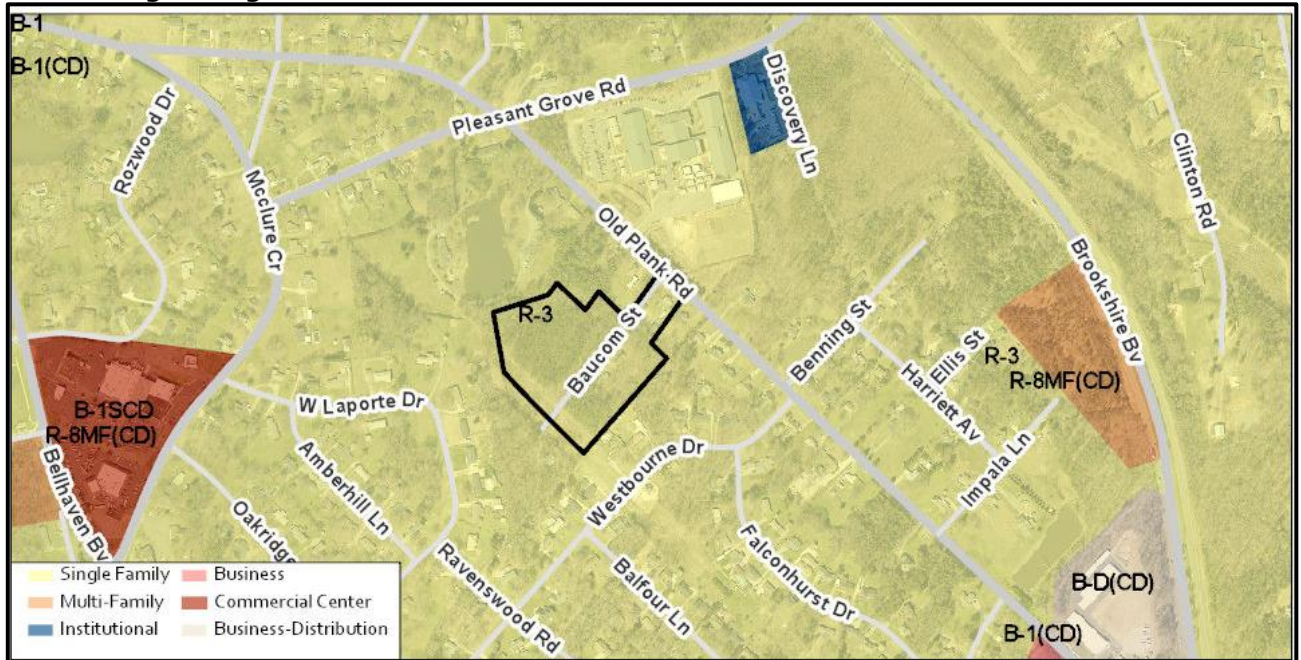 B-1
B-1(CD)
Rozwood Dr
Mcclure Cr
Pleasant Grove Rd
Discovery Ln
Clinton Rd
Old Plank Rd
Brookshire Bv
R-3
Baucom St
Benning St
Ellis St
R-3
R-8MF(CD)
Harriett Av
Impala Ln
B-1SCD
R-8MF(CD)
Bellhaven Bv
W Laporte Dr
Amberhill Ln
Oakridge
Ravenswood Rd
Westbourne Dr
Balfour Ln
Falconhurst Dr
B-D(CD)
B-1(CD)
Single Family
Business
Multi-Family
Commercial Center
Institutional
Business-Distribution